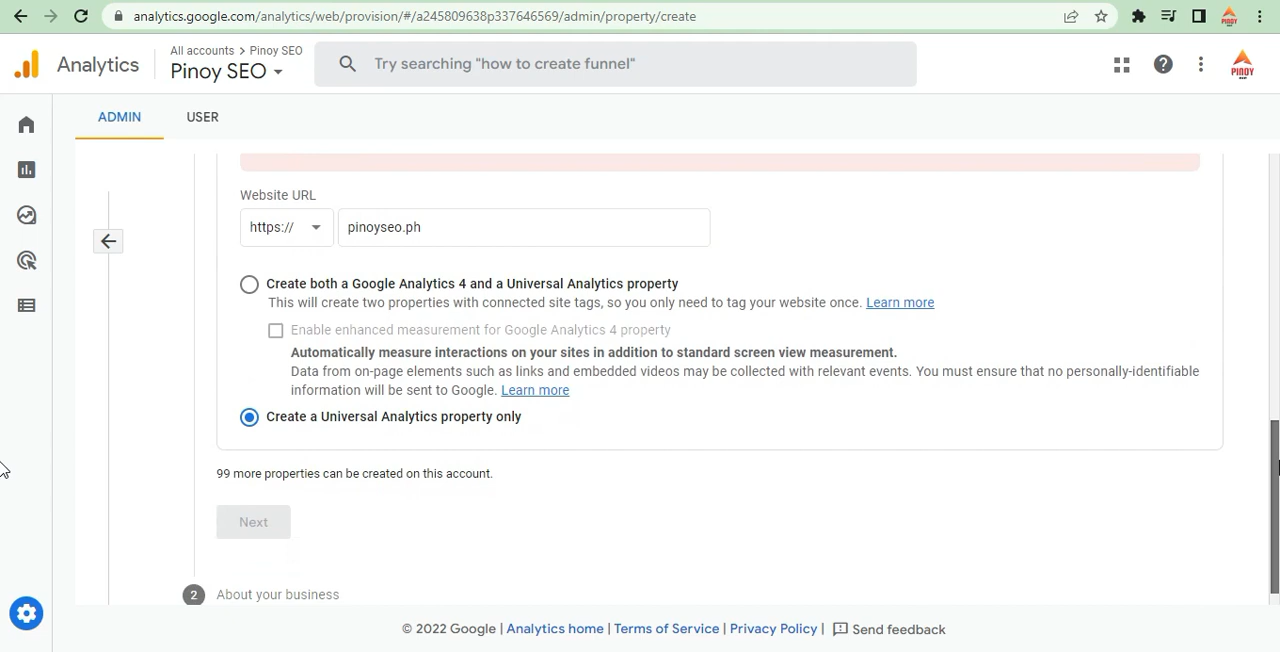 analytics.google.com/analytics/web/provision/#/a245809638p337646569/admin/property/create
Analytics
All accounts > Pinoy SEO
Pinoy SEO
Try searching "how to create funnel"
PINOY
ADMIN
USER
Website URL
https://
pinoyseo.ph
Create both a Google Analytics 4 and a Universal Analytics property
This will create two properties with connected site tags, so you only need to tag your website once. Learn more
Enable enhanced measurement for Google Analytics 4 property
Automatically measure interactions on your sites in addition to standard screen view measurement.
Data from on-page elements such as links and embedded videos may be collected with relevant events. You must ensure that no personally-identifiable
information will be sent to Google. Learn more
Create a Universal Analytics property only
99 more properties can be created on this account.
Next
2 About your business
© 2022 Google | Analytics home | Terms of Service | Privacy Policy | Send feedback